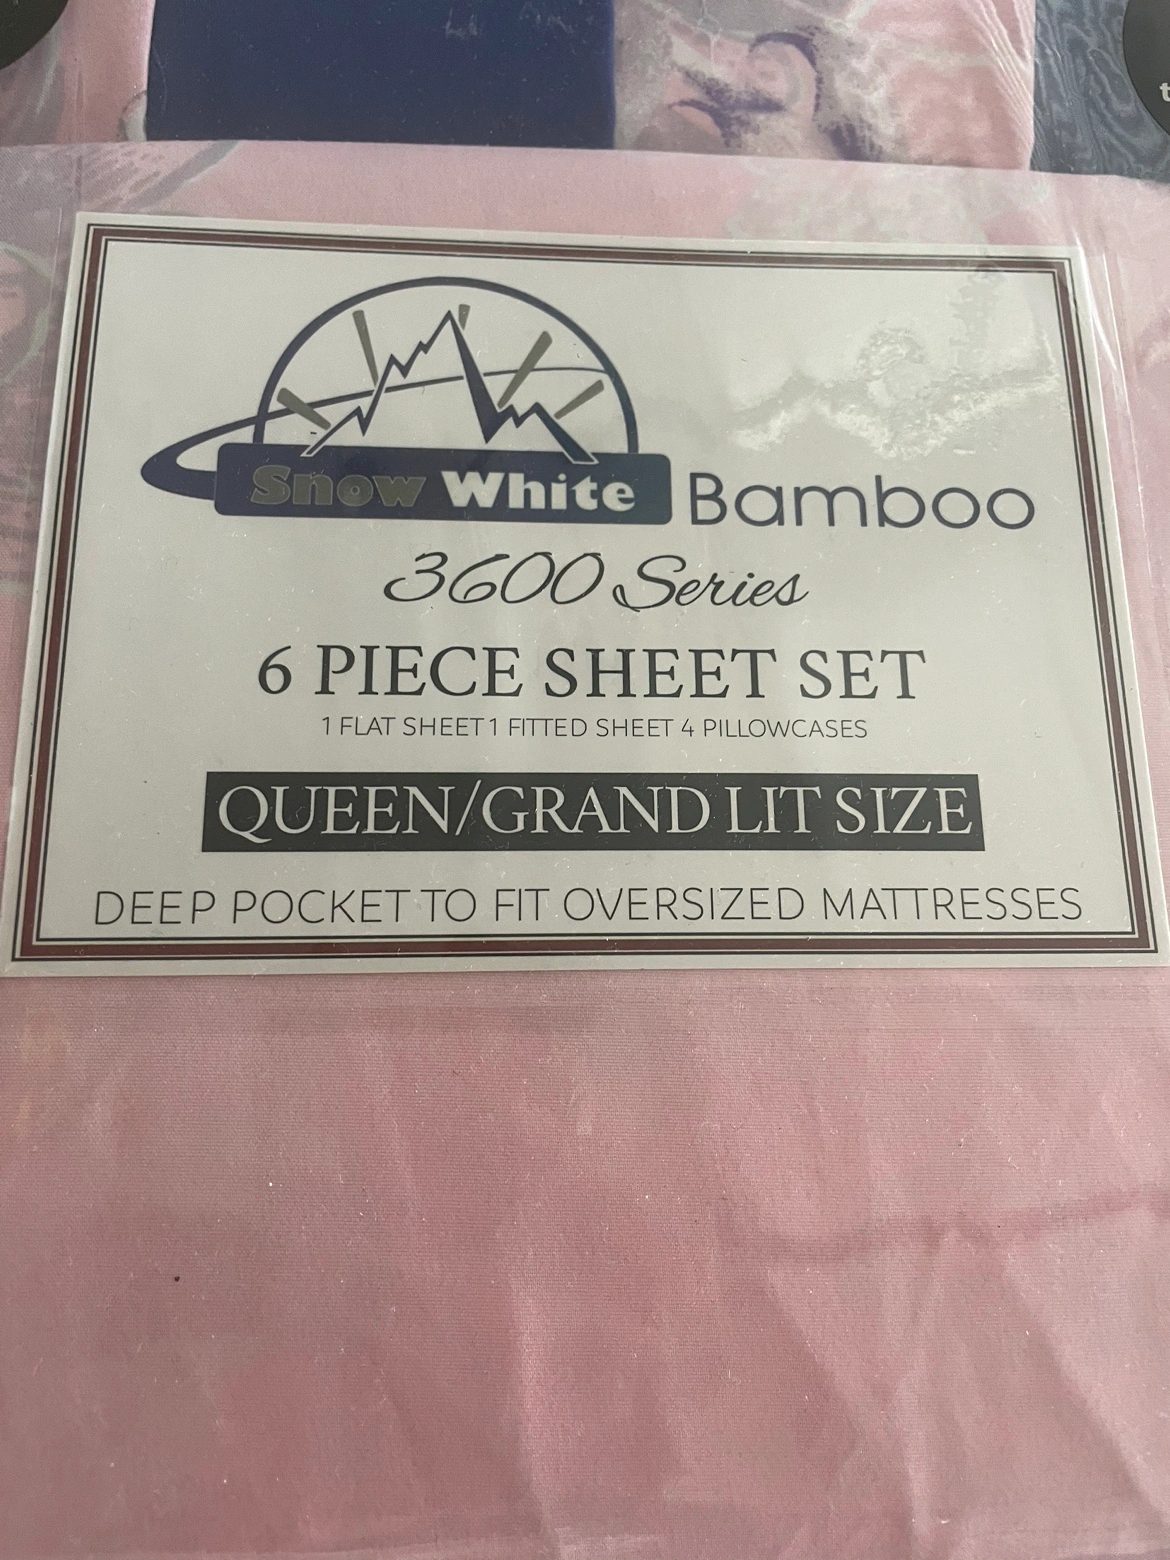 Snow White Bamboo
3600 Series
6 PIECE SHEET SET
1 FLAT SHEET 1 FITTED SHEET 4 PILLOWCASES
QUEEN/GRAND LIT SIZE
DEEP POCKET TO FIT OVERSIZED MATTRESSES